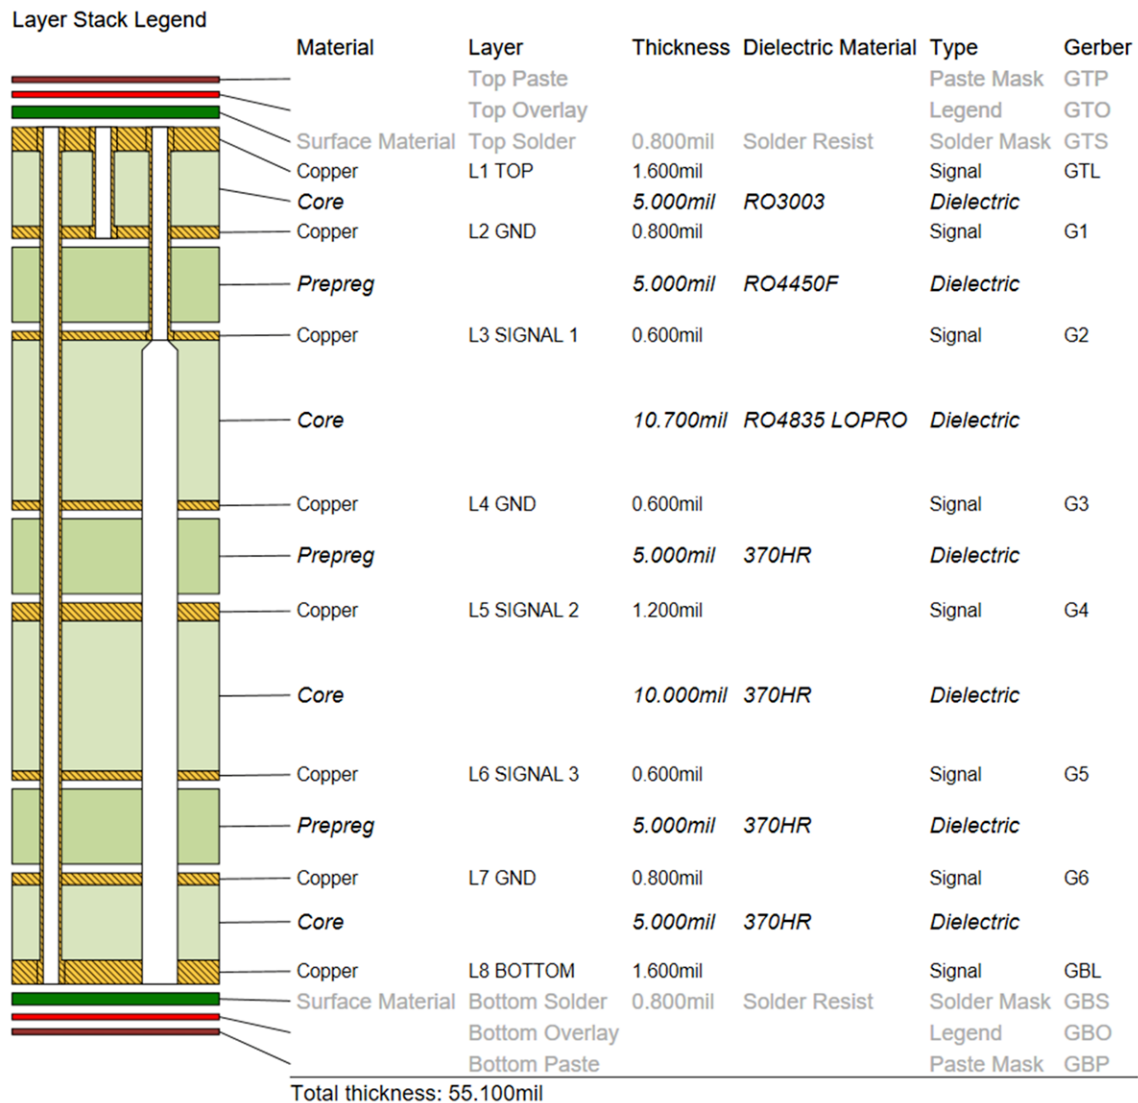 Layer Stack Legend
Material Layer Thickness Dielectric Material Type Gerber
Top Paste Paste Mask GTP
Top Overlay Legend GTO
Surface Material Top Solder 0.800mil Solder Resist Solder Mask GTS
Copper L1 TOP 1.600mil Signal GTL
Core 5.000mil RO3003 Dielectric
Copper L2 GND 0.800mil Signal G1
Prepreg 5.000mil RO4450F Dielectric
Copper L3 SIGNAL 1 0.600mil Signal G2
Core 10.700mil RO4835 LOPRO Dielectric
Copper L4 GND 0.600mil Signal G3
Prepreg 5.000mil 370HR Dielectric
Copper L5 SIGNAL 2 1.200mil Signal G4
Core 10.000mil 370HR Dielectric
Copper L6 SIGNAL 3 0.600mil Signal G5
Prepreg 5.000mil 370HR Dielectric
Copper L7 GND 0.800mil Signal G6
Core 5.000mil 370HR Dielectric
Copper L8 BOTTOM 1.600mil Signal GBL
Surface Material Bottom Solder 0.800mil Solder Resist Solder Mask GBS
Bottom Overlay Legend GBO
Bottom Paste Paste Mask GBP
Total thickness: 55.100mil